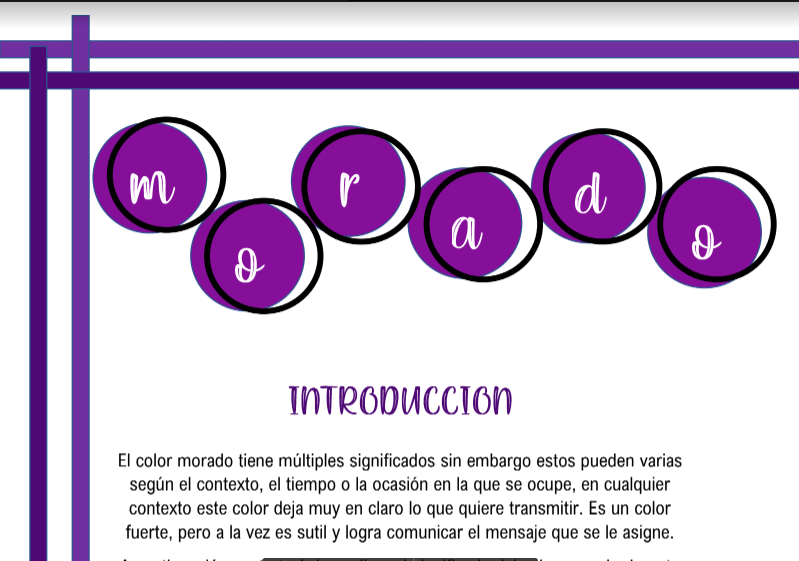 morado
INTRODUCCION
El color morado tiene múltiples significados sin embargo estos pueden varias
según el contexto, el tiempo o la ocasión en la que se ocupe, en cualquier
contexto este color deja muy en claro lo que quiere transmitir. Es un color
fuerte, pero a la vez es sutil y logra comunicar el mensaje que se le asigne.